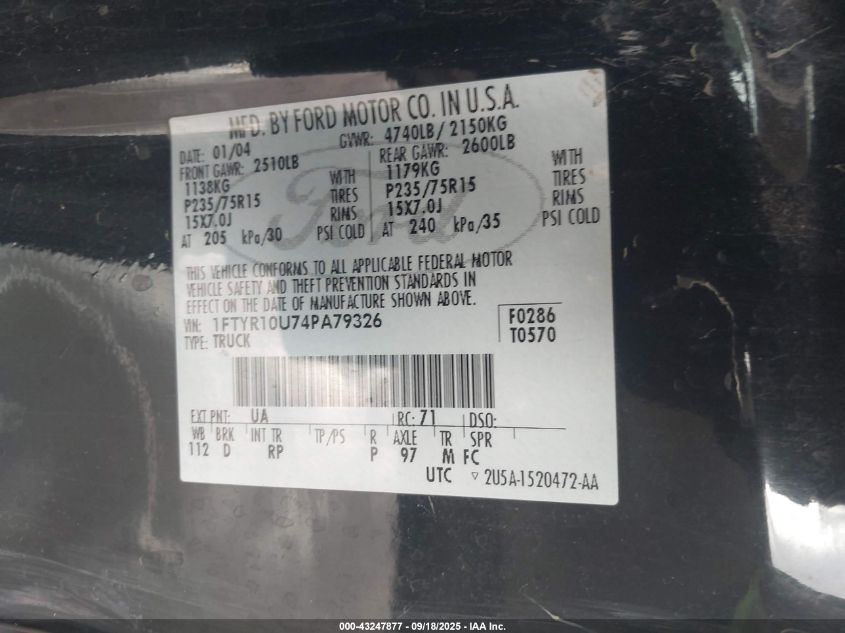 MFD. BY FORD MOTOR CO. IN U.S.A.
DATE: 01/04 GVWR: 4740LB/ 2150KG
FRONT GAWR: 2510LB REAR GAWR: 2600LB
1138KG WITH 1179KG WITH
P235/75R15 TIRES P235/75R15 TIRES
15X7.0J RIMS 15X7.0J RIMS
AT 205 kPa/30 PSI COLD AT 240 kPa/35 PSI COLD
Ford
THIS VEHICLE CONFORMS TO ALL APPLICABLE FEDERAL MOTOR
VEHICLE SAFETY AND THEFT PREVENTION STANDARDS IN
EFFECT ON THE DATE OF MANUFACTURE SHOWN ABOVE.
VIN: 1FTYR10U74PA79326 F0286
TYPE: TRUCK T0570
EXT PNT: UA RC: 71 DSO:
WB BRK INT TR TP/PS R AXLE TR SPR
112 D RP P 97 M FC
UTC ▽ 2U5A-1520472-AA
000-43247877 - 09/18/2025 - IAA Inc.